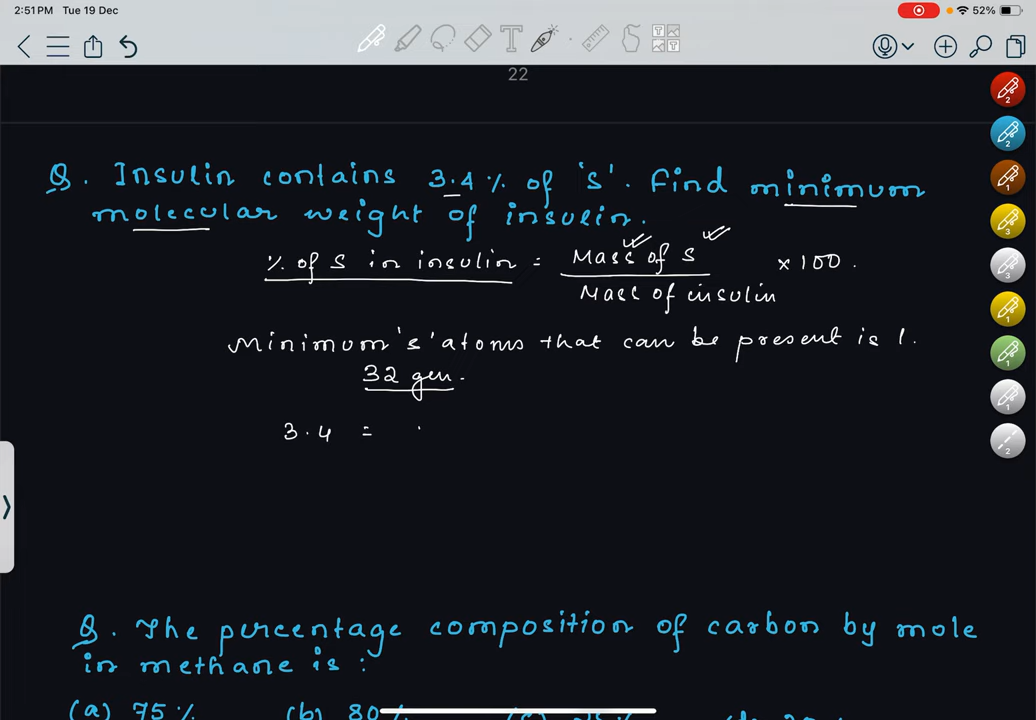 2:51 PM Tue 19 Dec
52%
22
Q. Insulin contains 3.4% of 's'. Find minimum
molecular weight of insulin.
% of S in insulin = Mass of S × 100.
Mass of insulin
Minimum 's' atoms that can be present is 1.
32 gm.
3.4 =
Q. The percentage composition of carbon by mole
in methane is :
(a) 75% (b) 80%